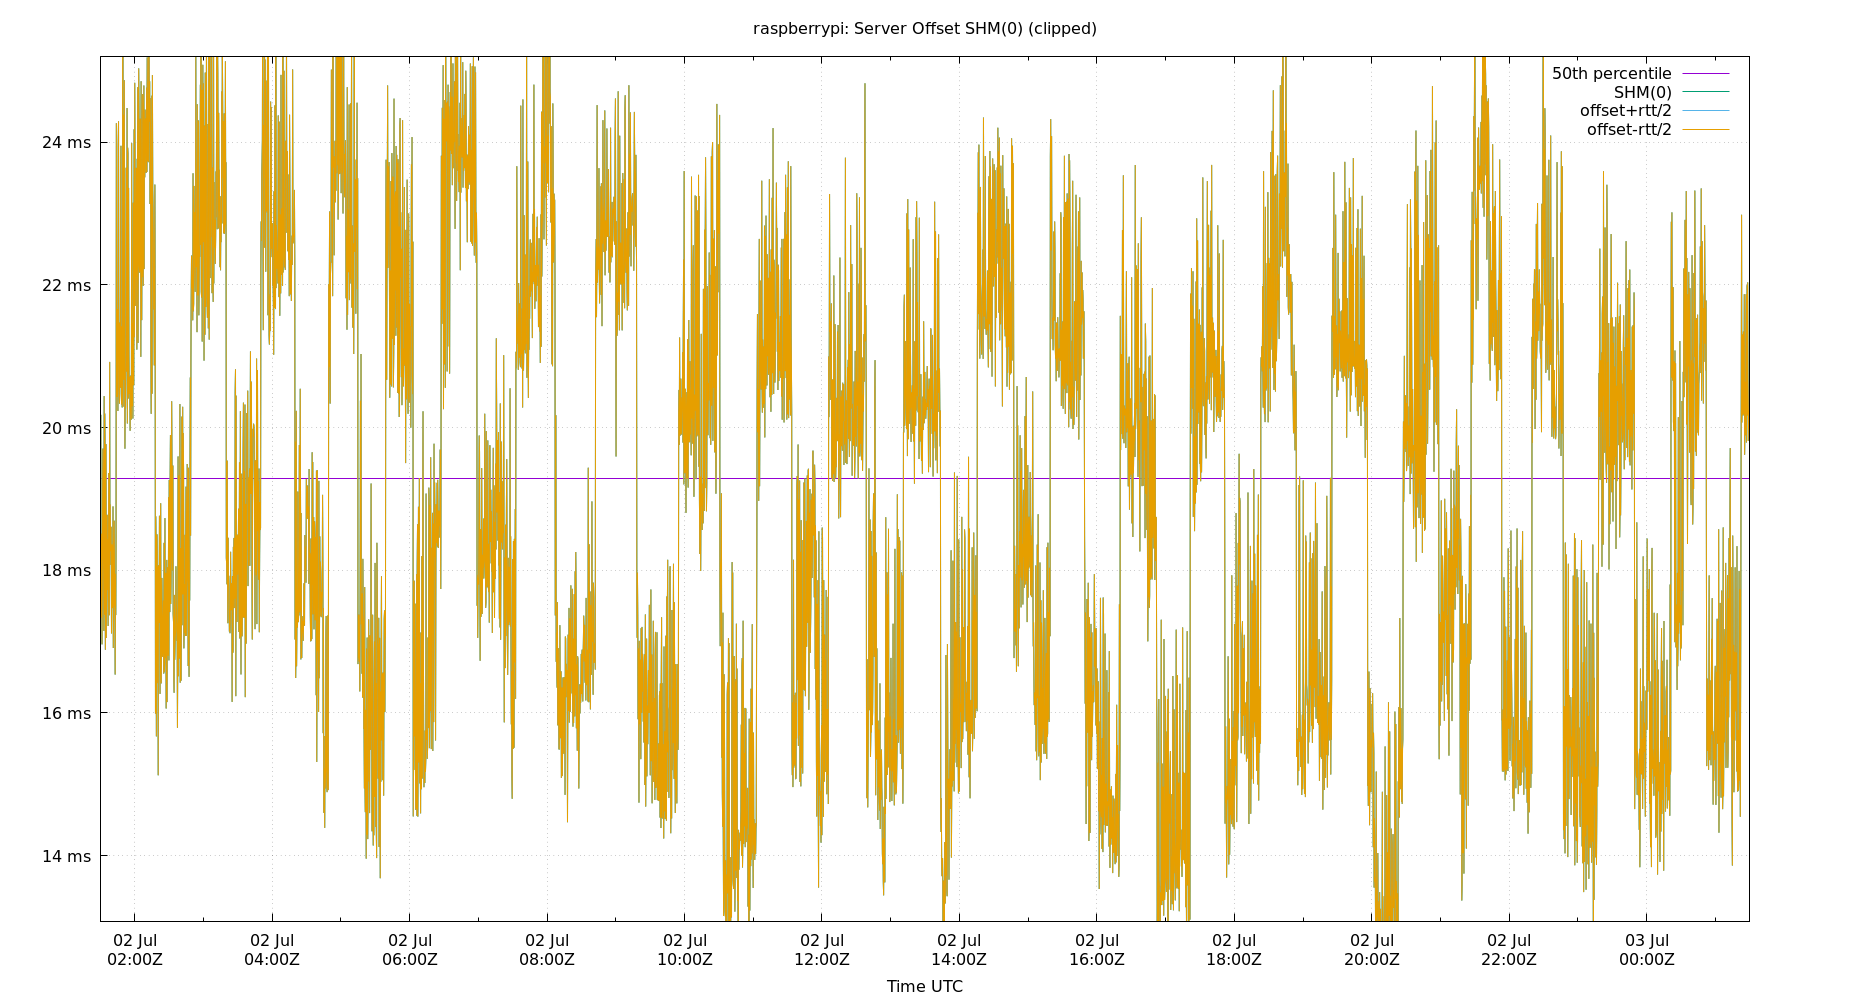 raspberrypi: Server Offset SHM(0) (clipped)
50th percentile
SHM(0)
offset+rtt/2
offset-rtt/2
24 ms
22 ms
20 ms
18 ms
16 ms
14 ms
02 Jul 02 Jul 02 Jul 02 Jul 02 Jul 02 Jul 02 Jul 02 Jul 02 Jul 02 Jul 02 Jul 03 Jul
02:00Z 04:00Z 06:00Z 08:00Z 10:00Z 12:00Z 14:00Z 16:00Z 18:00Z 20:00Z 22:00Z 00:00Z
Time UTC